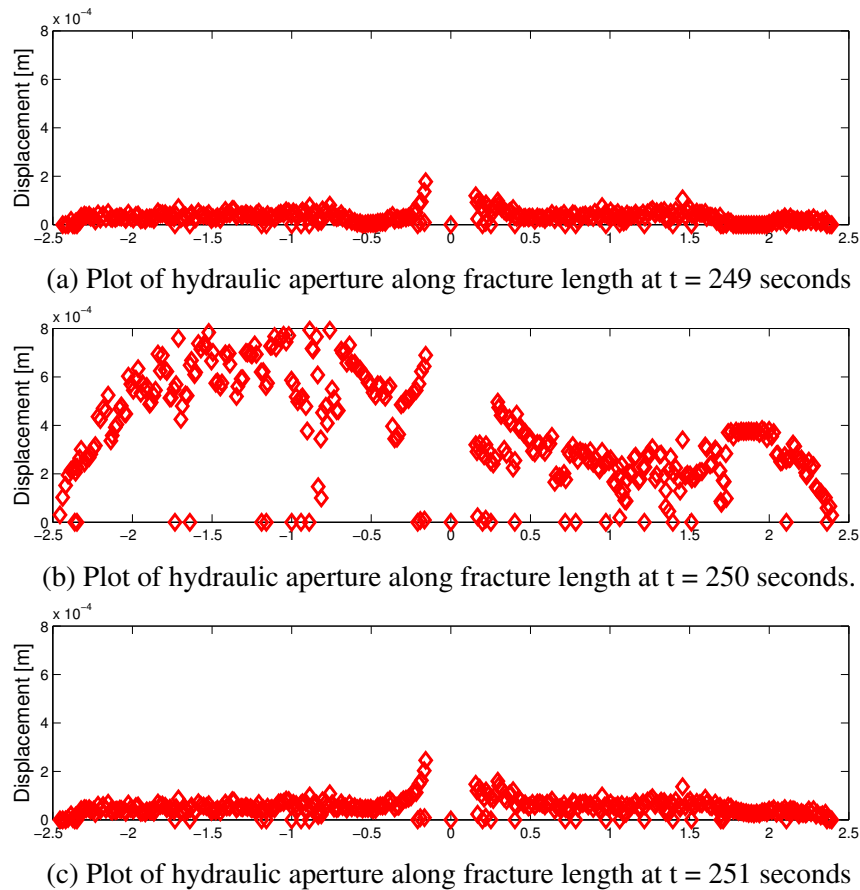 x 10⁻⁴
8
6
4
2
0
Displacement [m]
−2.5 −2 −1.5 −1 −0.5 0 0.5 1 1.5 2 2.5
(a) Plot of hydraulic aperture along fracture length at t = 249 seconds
x 10⁻⁴
8
6
4
2
0
Displacement [m]
−2.5 −2 −1.5 −1 −0.5 0 0.5 1 1.5 2 2.5
(b) Plot of hydraulic aperture along fracture length at t = 250 seconds.
x 10⁻⁴
8
6
4
2
0
Displacement [m]
−2.5 −2 −1.5 −1 −0.5 0 0.5 1 1.5 2 2.5
(c) Plot of hydraulic aperture along fracture length at t = 251 seconds